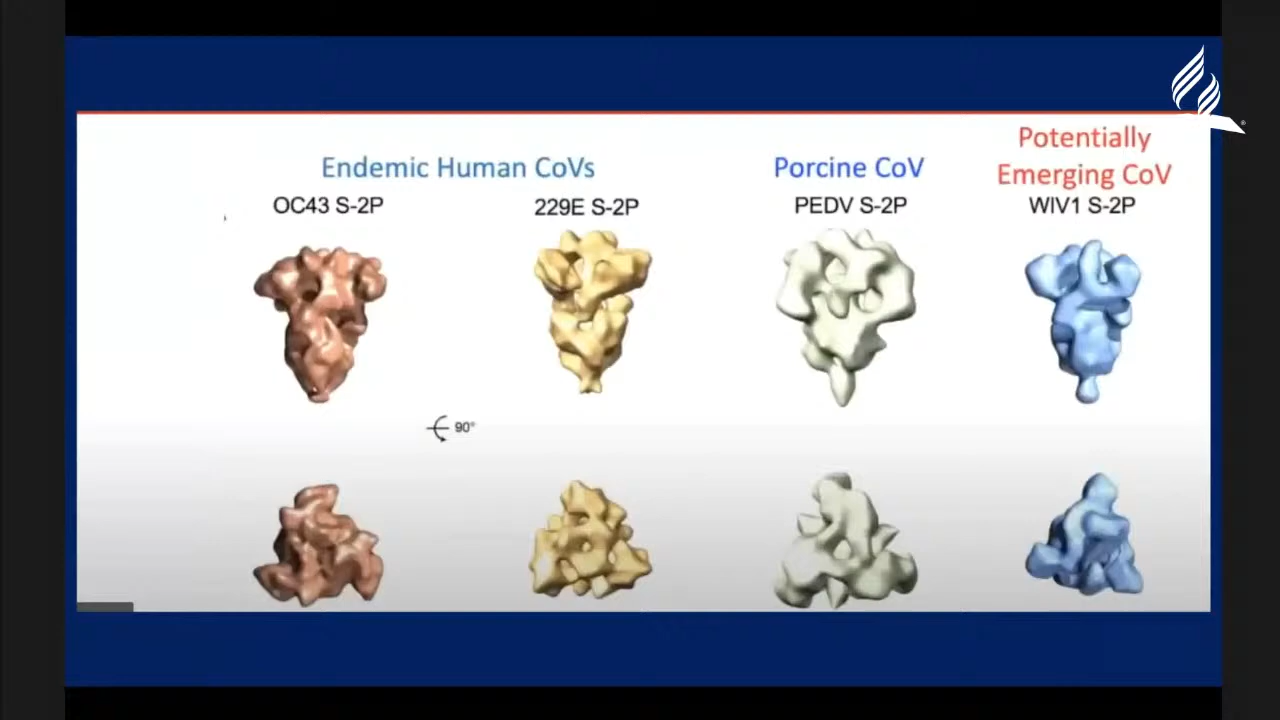 Potentially
Endemic Human CoVs
Porcine CoV
Emerging CoV
OC43 S-2P
229E S-2P
PEDV S-2P
WIV1 S-2P
90°